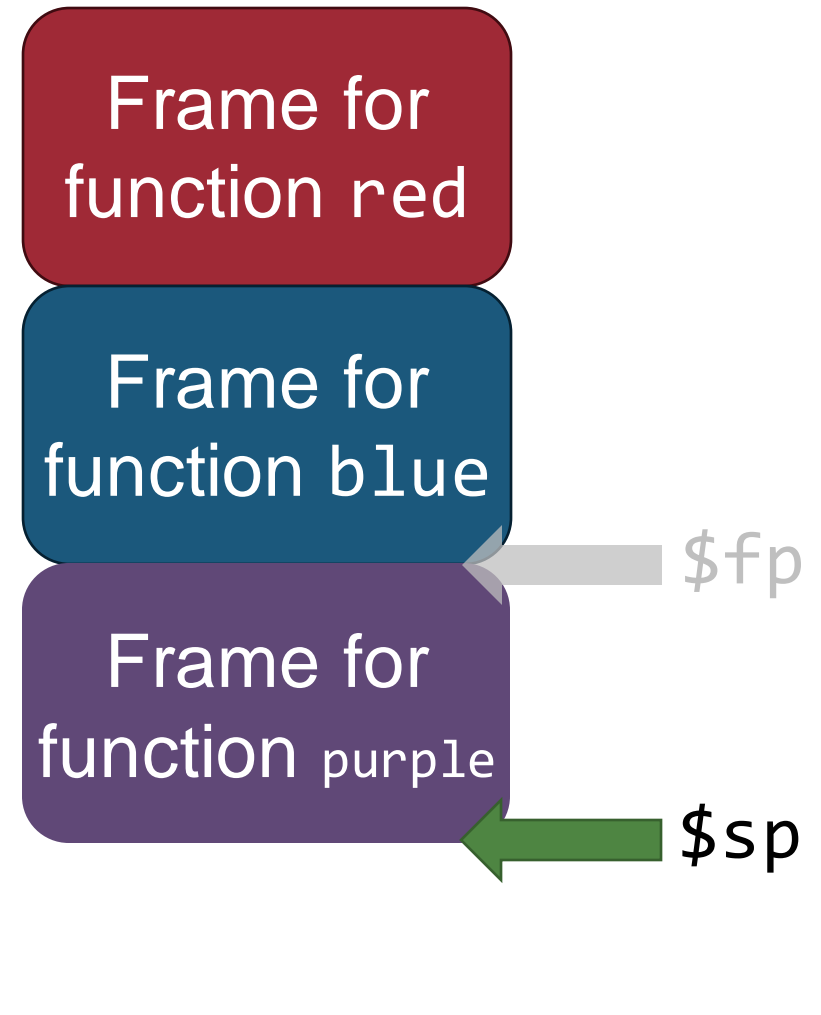 Frame for
function red
Frame for
function blue
$fp
Frame for
function purple
$sp